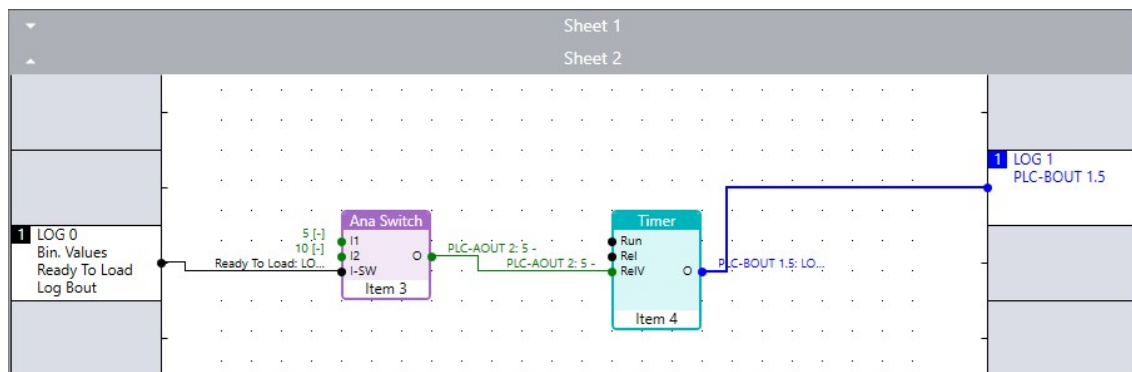 Sheet 1
Sheet 2
1 LOG 1
PLC-BOUT 1.5
Ana Switch
Timer
1 LOG 0
Bin. Values
Ready To Load
Log Bout
5 [-]
10 [-]
Ready To Load: LO...
I1
I2
I-SW
O
Item 3
PLC-AOUT 2: 5 -
PLC-AOUT 2: 5 -
Run
Rel
RelV
O
Item 4
PLC-BOUT 1.5: LO...